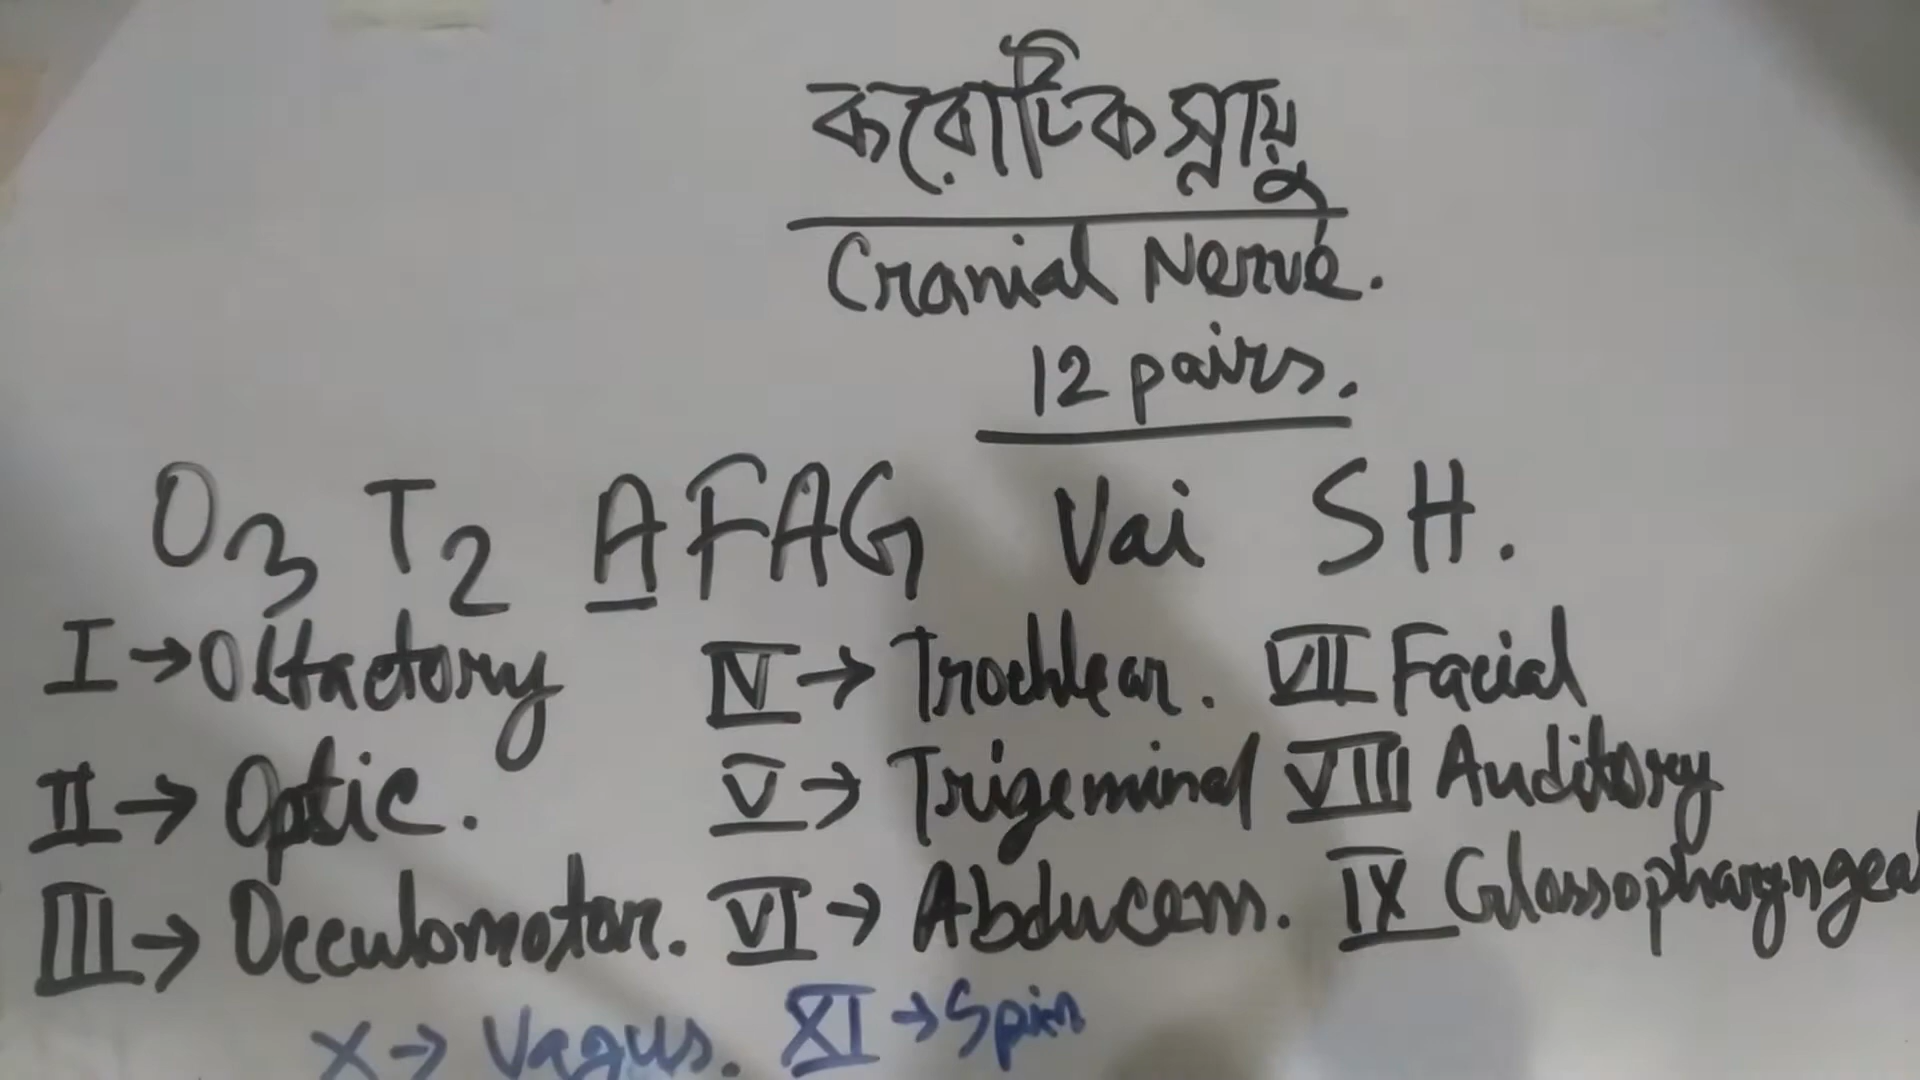 করোটিক স্নায়ু
Cranial Nerve.
12 pairs.
O3 T2 AFAG Vai SH.
I → Olfactory IV → Trochlear. VII Facial
II → Optic. V → Trigeminal VIII Auditory
III → Occulomotor. VI → Abducens. IX Glossopharyngeal
X → Vagus. XI → Spin